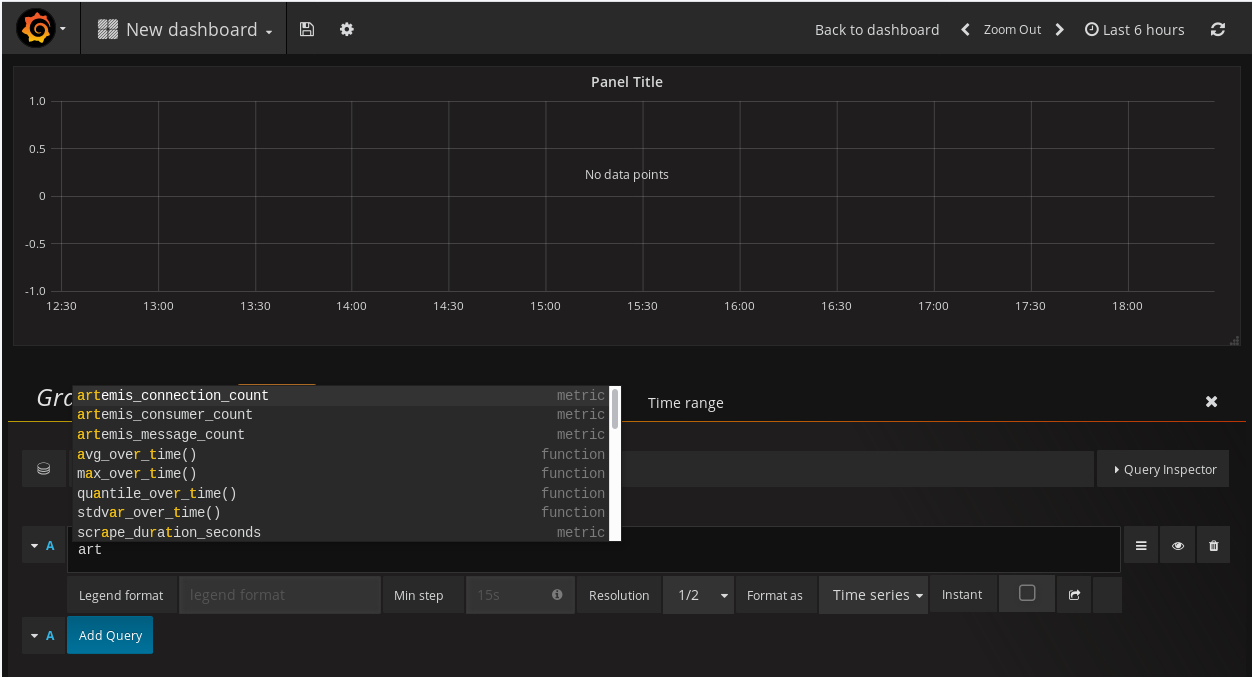 New dashboard
Back to dashboard
Zoom Out
Last 6 hours
Panel Title
1.0
0.5
0
-0.5
-1.0
No data points
12:30 13:00 13:30 14:00 14:30 15:00 15:30 16:00 16:30 17:00 17:30 18:00
Time range
artemis_connection_count metric
artemis_consumer_count metric
artemis_message_count metric
avg_over_time() function
max_over_time() function
quantile_over_time() function
stdvar_over_time() function
scrape_duration_seconds metric
Query Inspector
A
art
Legend format legend format Min step 15s Resolution 1/2 Format as Time series Instant
A Add Query